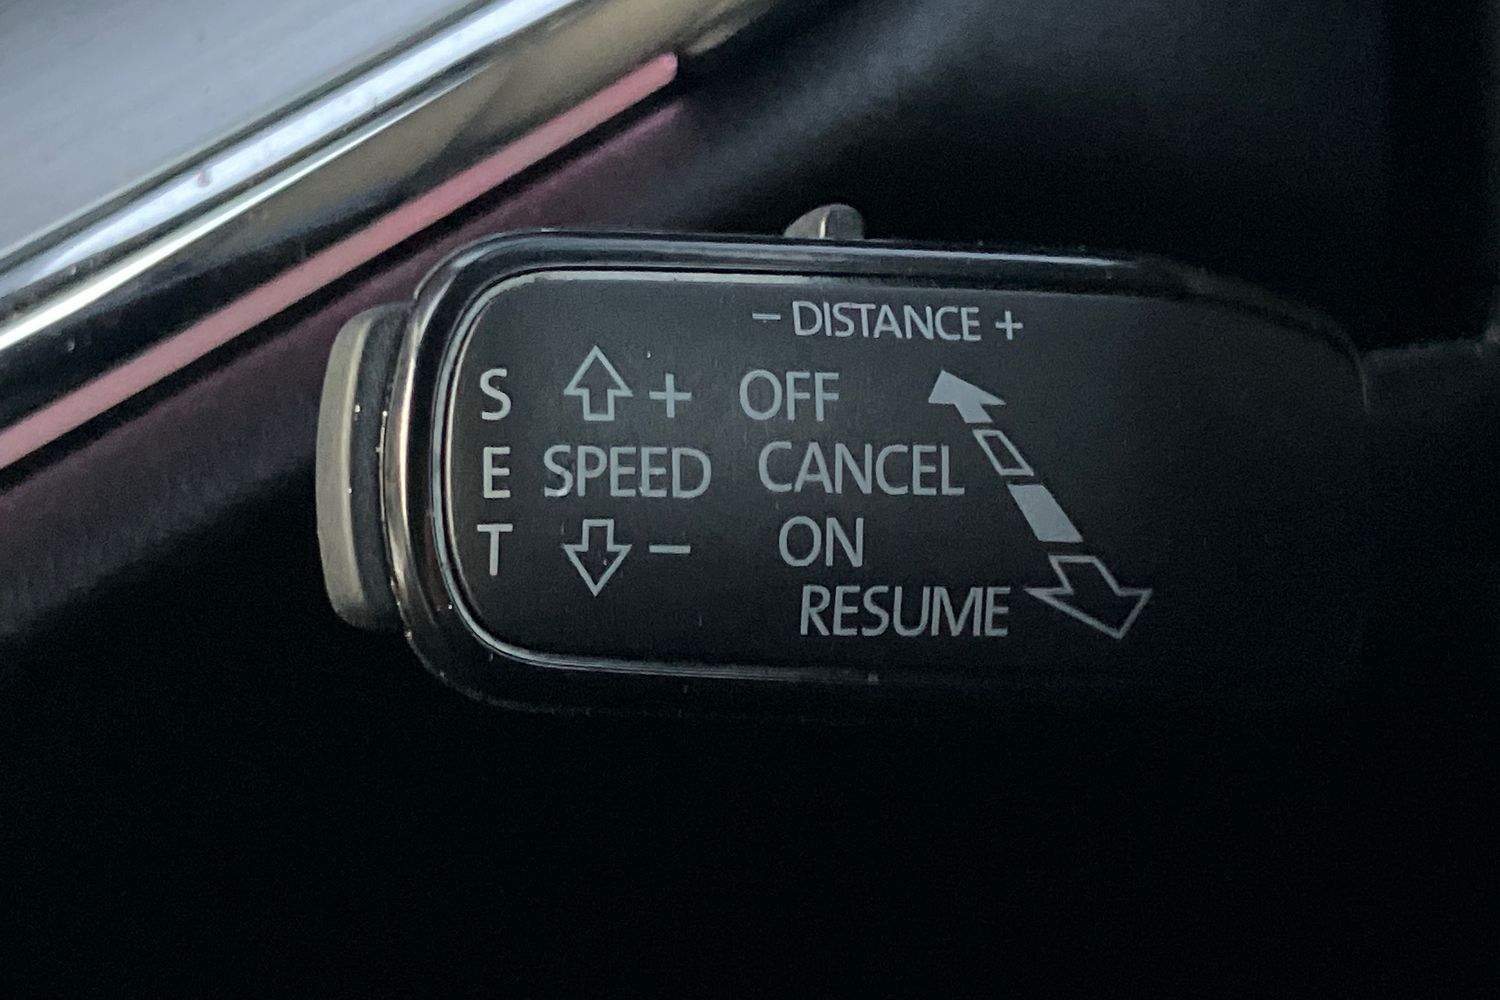 - DISTANCE +
S + OFF
E SPEED CANCEL
T - ON
RESUME